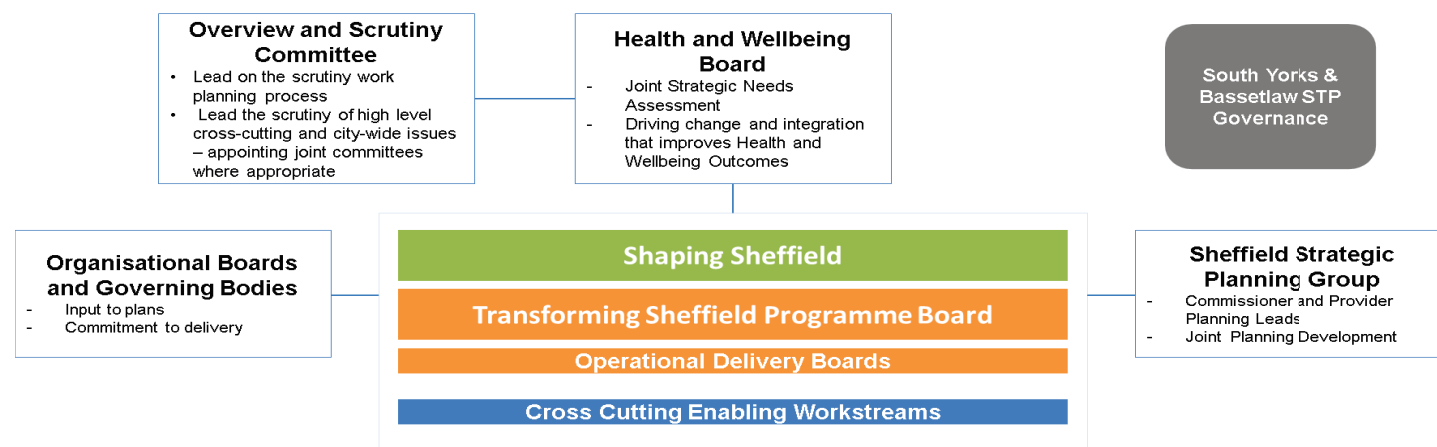 Overview and Scrutiny
Committee
• Lead on the scrutiny work
planning process
• Lead the scrutiny of high level
cross-cutting and city-wide issues
– appointing joint committees
where appropriate
Health and Wellbeing
Board
- Joint Strategic Needs
Assessment
- Driving change and integration
that improves Health and
Wellbeing Outcomes
South Yorks &
Bassetlaw STP
Governance
Organisational Boards
and Governing Bodies
- Input to plans
- Commitment to delivery
Shaping Sheffield
Transforming Sheffield Programme Board
Operational Delivery Boards
Cross Cutting Enabling Workstreams
Sheffield Strategic
Planning Group
- Commissioner and Provider
Planning Leads
- Joint Planning Development